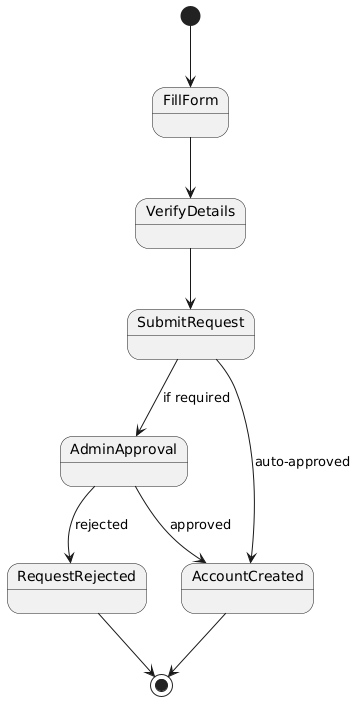 FillForm
VerifyDetails
SubmitRequest
if required
AdminApproval
auto-approved
rejected
approved
RequestRejected
AccountCreated